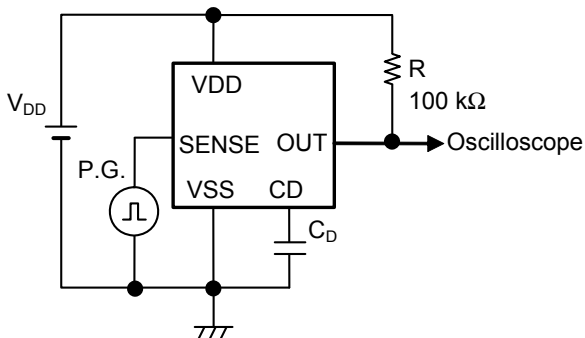 R
100 kΩ
VDD
VDD
SENSE
OUT
Oscilloscope
P.G.
VSS
CD
CD